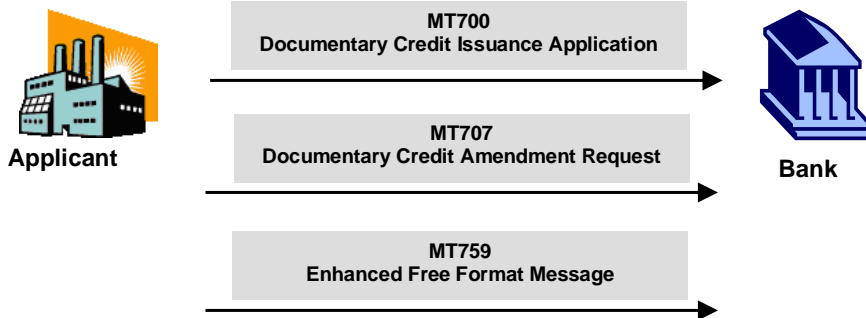 MT700
Documentary Credit Issuance Application
MT707
Documentary Credit Amendment Request
Applicant
Bank
MT759
Enhanced Free Format Message